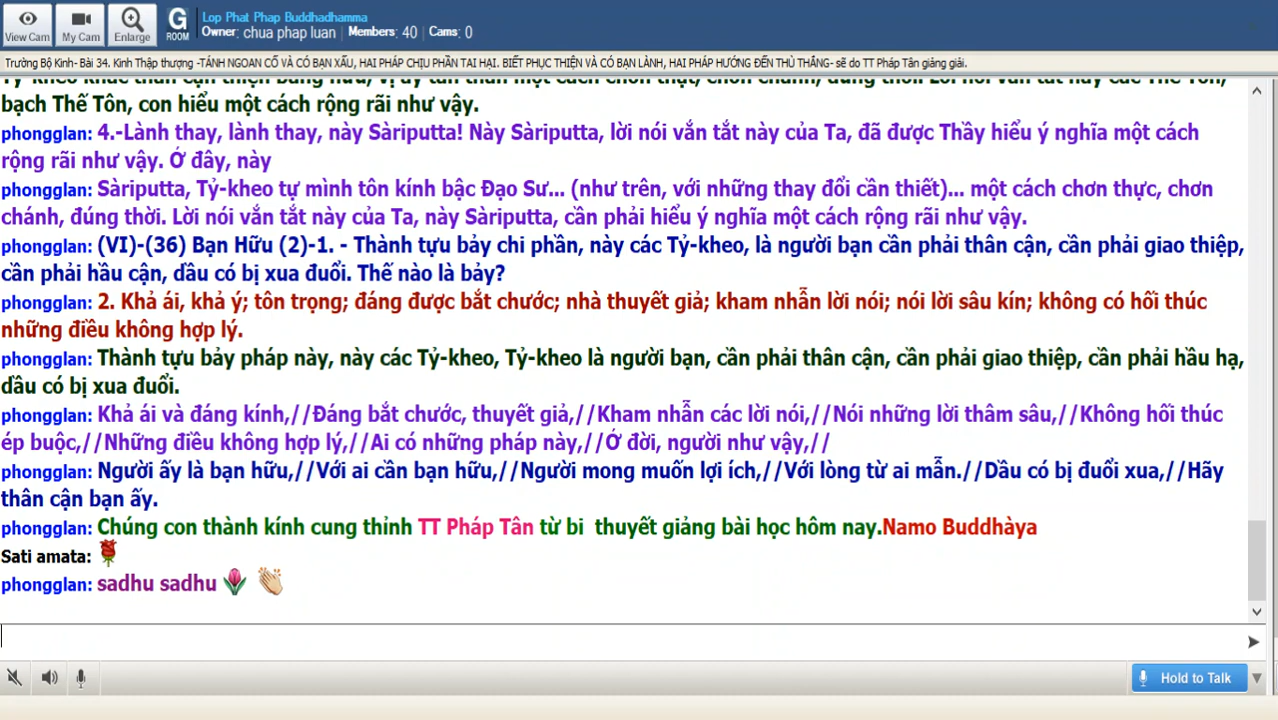 Lop Phat Phap Buddhadhamma
Owner: chua pháp luan | Members: 40 | Cams: 0
View Cam
My Cam
Enlarge
G
ROOM
Trường Bộ Kinh- Bài 34. Kinh Thập thượng -TÁNH NGOAN CỐ VÀ CÓ BẠN XẤU, HAI PHÁP CHỊU PHẦN TAI HẠI. BIẾT PHỤC THIỆN VÀ CÓ BẠN LÀNH, HAI PHÁP HƯỚNG ĐẾN THÙ THẮNG- sẽ do TT Pháp Tân giảng giải.
bạch Thế Tôn, con hiểu một cách rộng rãi như vậy.
phongglan: 4.-Lành thay, lành thay, này Sàriputta! Này Sàriputta, lời nói vắn tắt này của Ta, đã được Thầy hiểu ý nghĩa một cách
rộng rãi như vậy. Ở đây, này
phongglan: Sàriputta, Tỷ-kheo tự mình tôn kính bậc Đạo Sư... (như trên, với những thay đổi cần thiết)... một cách chơn thực, chơn
chánh, đúng thời. Lời nói vắn tắt này của Ta, này Sàriputta, cần phải hiểu ý nghĩa một cách rộng rãi như vậy.
phongglan: (VI)-(36) Bạn Hữu (2)-1. - Thành tựu bảy chi phần, này các Tỷ-kheo, là người bạn cần phải thân cận, cần phải giao thiệp,
cần phải hầu cận, dầu có bị xua đuổi. Thế nào là bảy?
phongglan: 2. Khả ái, khả ý; tôn trọng; đáng được bắt chước; nhà thuyết giả; kham nhẫn lời nói; nói lời sâu kín; không có hối thúc
những điều không hợp lý.
phongglan: Thành tựu bảy pháp này, này các Tỷ-kheo, Tỷ-kheo là người bạn, cần phải thân cận, cần phải giao thiệp, cần phải hầu hạ,
dầu có bị xua đuổi.
phongglan: Khả ái và đáng kính,//Đáng bắt chước, thuyết giả,//Kham nhẫn các lời nói,//Nói những lời thâm sâu,//Không hối thúc
ép buộc,//Những điều không hợp lý,//Ai có những pháp này,//Ở đời, người như vậy,//
phongglan: Người ấy là bạn hữu,//Với ai cần bạn hữu,//Người mong muốn lợi ích,//Với lòng từ ai mẫn.//Dầu có bị đuổi xua,//Hãy
thân cận bạn ấy.
phongglan: Chúng con thành kính cung thỉnh TT Pháp Tân từ bi thuyết giảng bài học hôm nay.Namo Buddhàya
Sati amata:
phongglan: sadhu sadhu
Hold to Talk